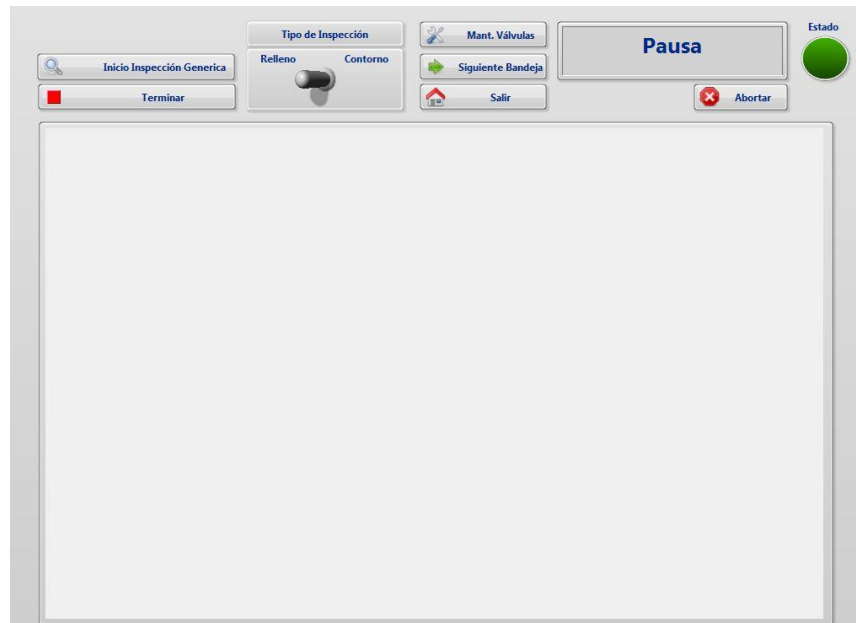 Tipo de Inspección
Mant. Válvulas
Estado
Pausa
Relleno
Contorno
Inicio Inspección Generica
Siguiente Bandeja
Terminar
Salir
Abortar